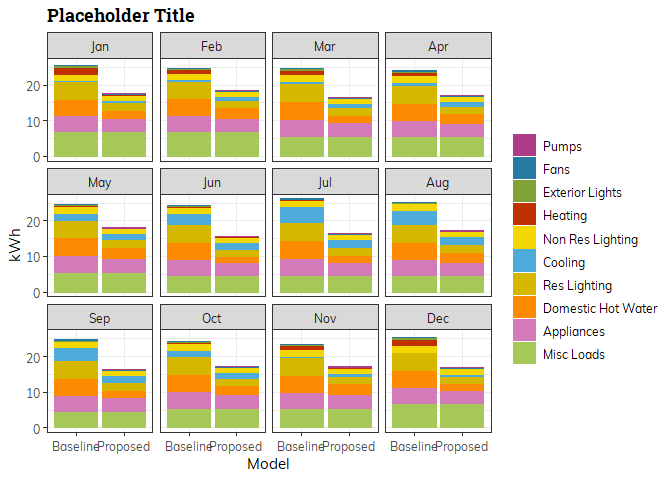 Placeholder Title
Jan Feb Mar Apr
20
10
0
May Jun Jul Aug
20
10
0
Sep Oct Nov Dec
20
10
0
Baseline Proposed Baseline Proposed Baseline Proposed Baseline Proposed
Model
kWh
Pumps
Fans
Exterior Lights
Heating
Non Res Lighting
Cooling
Res Lighting
Domestic Hot Water
Appliances
Misc Loads